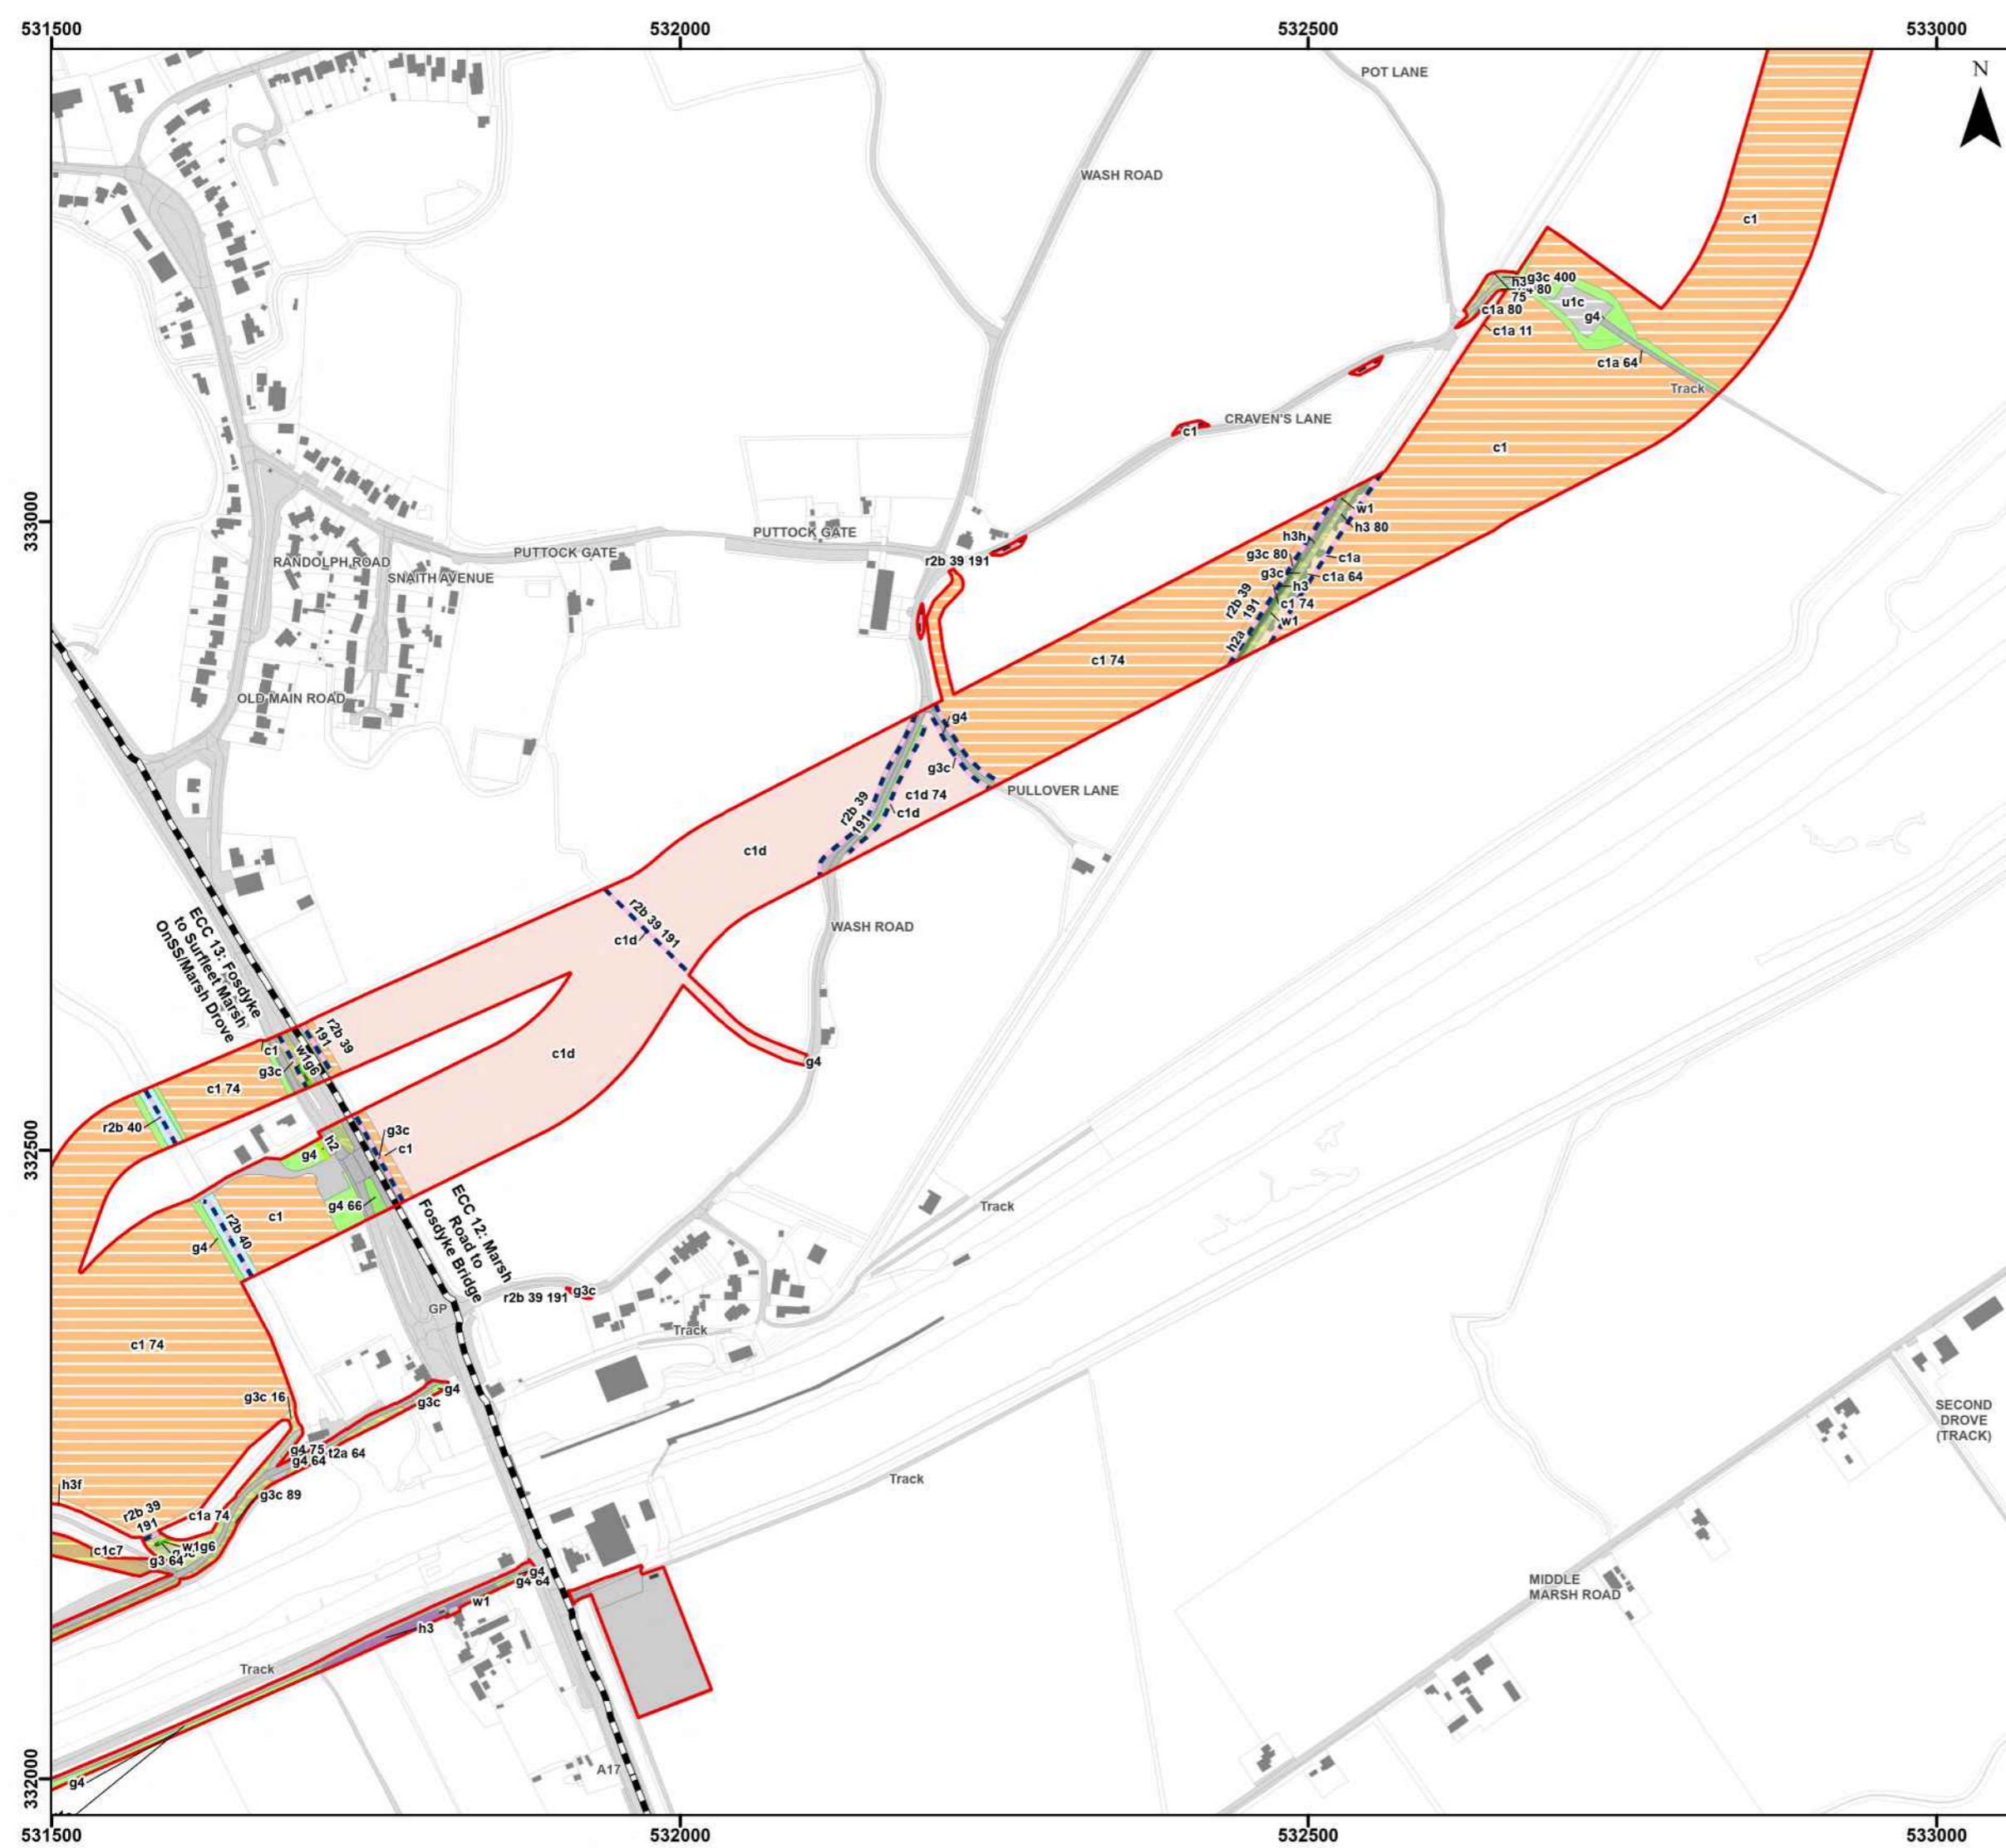 531500
532000
532500
533000
N
POT LANE
WASH ROAD
c1
g3c 400
h3
75
u1c
c1a 80
g4
c1a 11
c1a 64
Track
CRAVEN'S LANE
c1
c1
333000
w1
PUTTOCK GATE
PUTTOCK GATE
h3 80
h3h
r2b 39 191
g3c 80
c1a
RANDOLPH ROAD
SNAITH AVENUE
g3c
c1a 64
h3
r2b 39
191
c1 74
w1
h2a
c1 74
OLD MAIN ROAD
g4
g3c
PULLOVER LANE
c1d 74
r2b 39
191
c1d
c1d
r2b 39 191
c1d
WASH ROAD
ECC 13: Fosdyke
to Surfleet Marsh
OnSS/Marsh Drove
r2b 39
191
c1
w1g6
g3c
c1d
g4
c1 74
r2b 40
332500
g3c
c1
h2
g4
g4 66
c1
r2b 40
g4
ECC 12: Marsh
Road to
Fosdyke Bridge
Track
r2b 39 191
g3c
GP
Track
c1 74
g4
g3c 16
g3c
SECOND
DROVE
(TRACK)
g4 75
t2a 64
g4 64
Track
h3f
g3c 89
r2b 39
191
c1a 74
w1g6
c1c7
g3 64
g4
g4 64
MIDDLE
MARSH ROAD
w1
h3
Track
A17
332000
g4
531500
532000
532500
533000